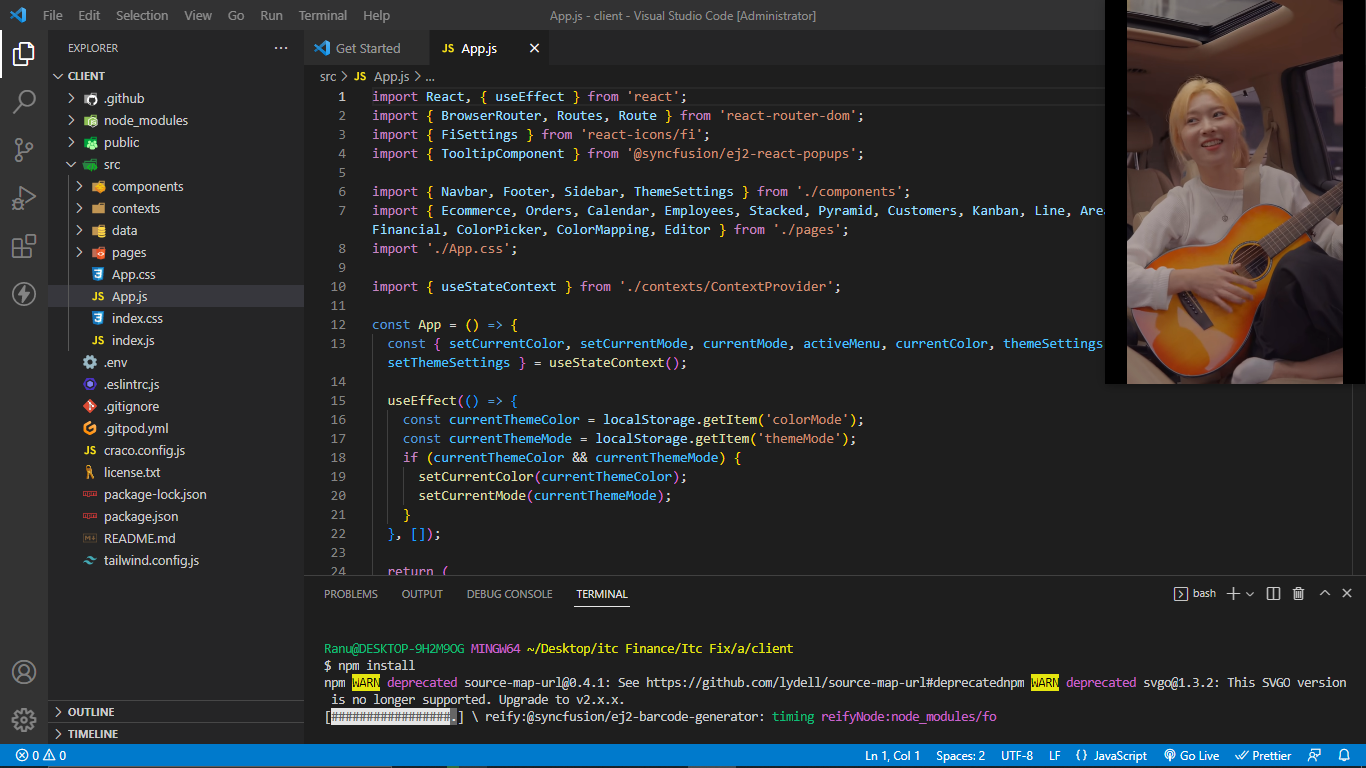 File Edit Selection View Go Run Terminal Help
App.js - client - Visual Studio Code [Administrator]
EXPLORER
CLIENT
.github
node_modules
public
src
components
contexts
data
pages
App.css
JS App.js
index.css
JS index.js
.env
.eslintrc.js
.gitignore
.gitpod.yml
JS craco.config.js
license.txt
package-lock.json
package.json
README.md
tailwind.config.js
OUTLINE
TIMELINE
Get Started JS App.js
src > JS App.js > ...
1 import React, { useEffect } from 'react';
2 import { BrowserRouter, Routes, Route } from 'react-router-dom';
3 import { FiSettings } from 'react-icons/fi';
4 import { TooltipComponent } from '@syncfusion/ej2-react-popups';
5
6 import { Navbar, Footer, Sidebar, ThemeSettings } from './components';
7 import { Ecommerce, Orders, Calendar, Employees, Stacked, Pyramid, Customers, Kanban, Line, Area
Financial, ColorPicker, ColorMapping, Editor } from './pages';
8 import './App.css';
9
10 import { useStateContext } from './contexts/ContextProvider';
11
12 const App = () => {
13 const { setCurrentColor, setCurrentMode, currentMode, activeMenu, currentColor, themeSettings
setThemeSettings } = useStateContext();
14
15 useEffect(() => {
16 const currentThemeColor = localStorage.getItem('colorMode');
17 const currentThemeMode = localStorage.getItem('themeMode');
18 if (currentThemeColor && currentThemeMode) {
19 setCurrentColor(currentThemeColor);
20 setCurrentMode(currentThemeMode);
21 }
22 }, []);
23
24 return (
PROBLEMS OUTPUT DEBUG CONSOLE TERMINAL
bash
Ranu@DESKTOP-9H2M9OG MINGW64 ~/Desktop/itc Finance/Itc Fix/a/client
$ npm install
npm WARN deprecated source-map-url@0.4.1: See https://github.com/lydell/source-map-url#deprecatednpm WARN deprecated svgo@1.3.2: This SVGO version
is no longer supported. Upgrade to v2.x.x.
[#################.] \ reify:@syncfusion/ej2-barcode-generator: timing reifyNode:node_modules/fo
0 0
Ln 1, Col 1 Spaces: 2 UTF-8 LF {} JavaScript Go Live Prettier